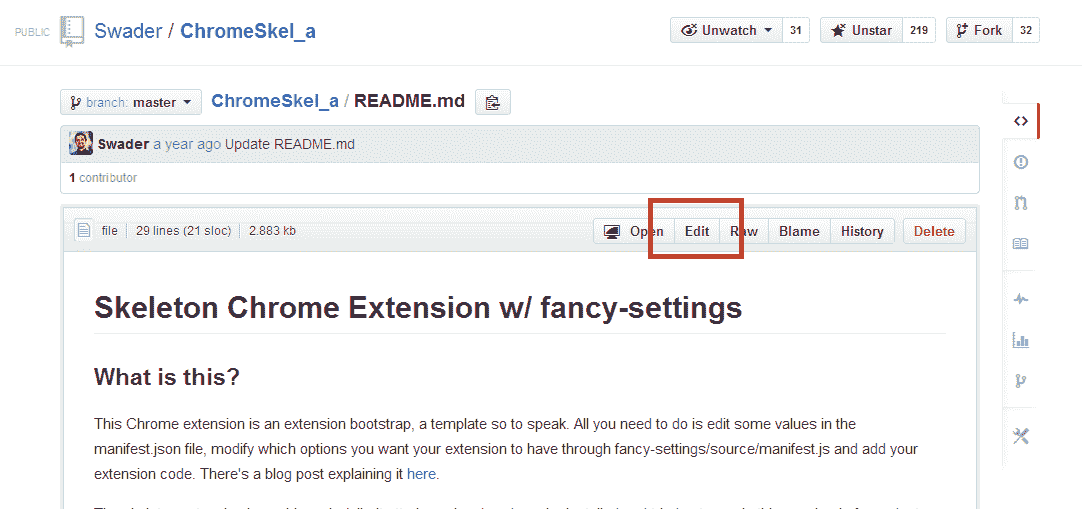 PUBLIC Swader / ChromeSkel_a Unwatch 31 Unstar 219 Fork 32
branch: master ChromeSkel_a / README.md
Swader a year ago Update README.md
1 contributor
file 29 lines (21 sloc) 2.883 kb Open Edit Raw Blame History Delete
Skeleton Chrome Extension w/ fancy-settings
What is this?
This Chrome extension is an extension bootstrap, a template so to speak. All you need to do is edit some values in the
manifest.json file, modify which options you want your extension to have through fancy-settings/source/manifest.js and add your
extension code. There's a blog post explaining it here.